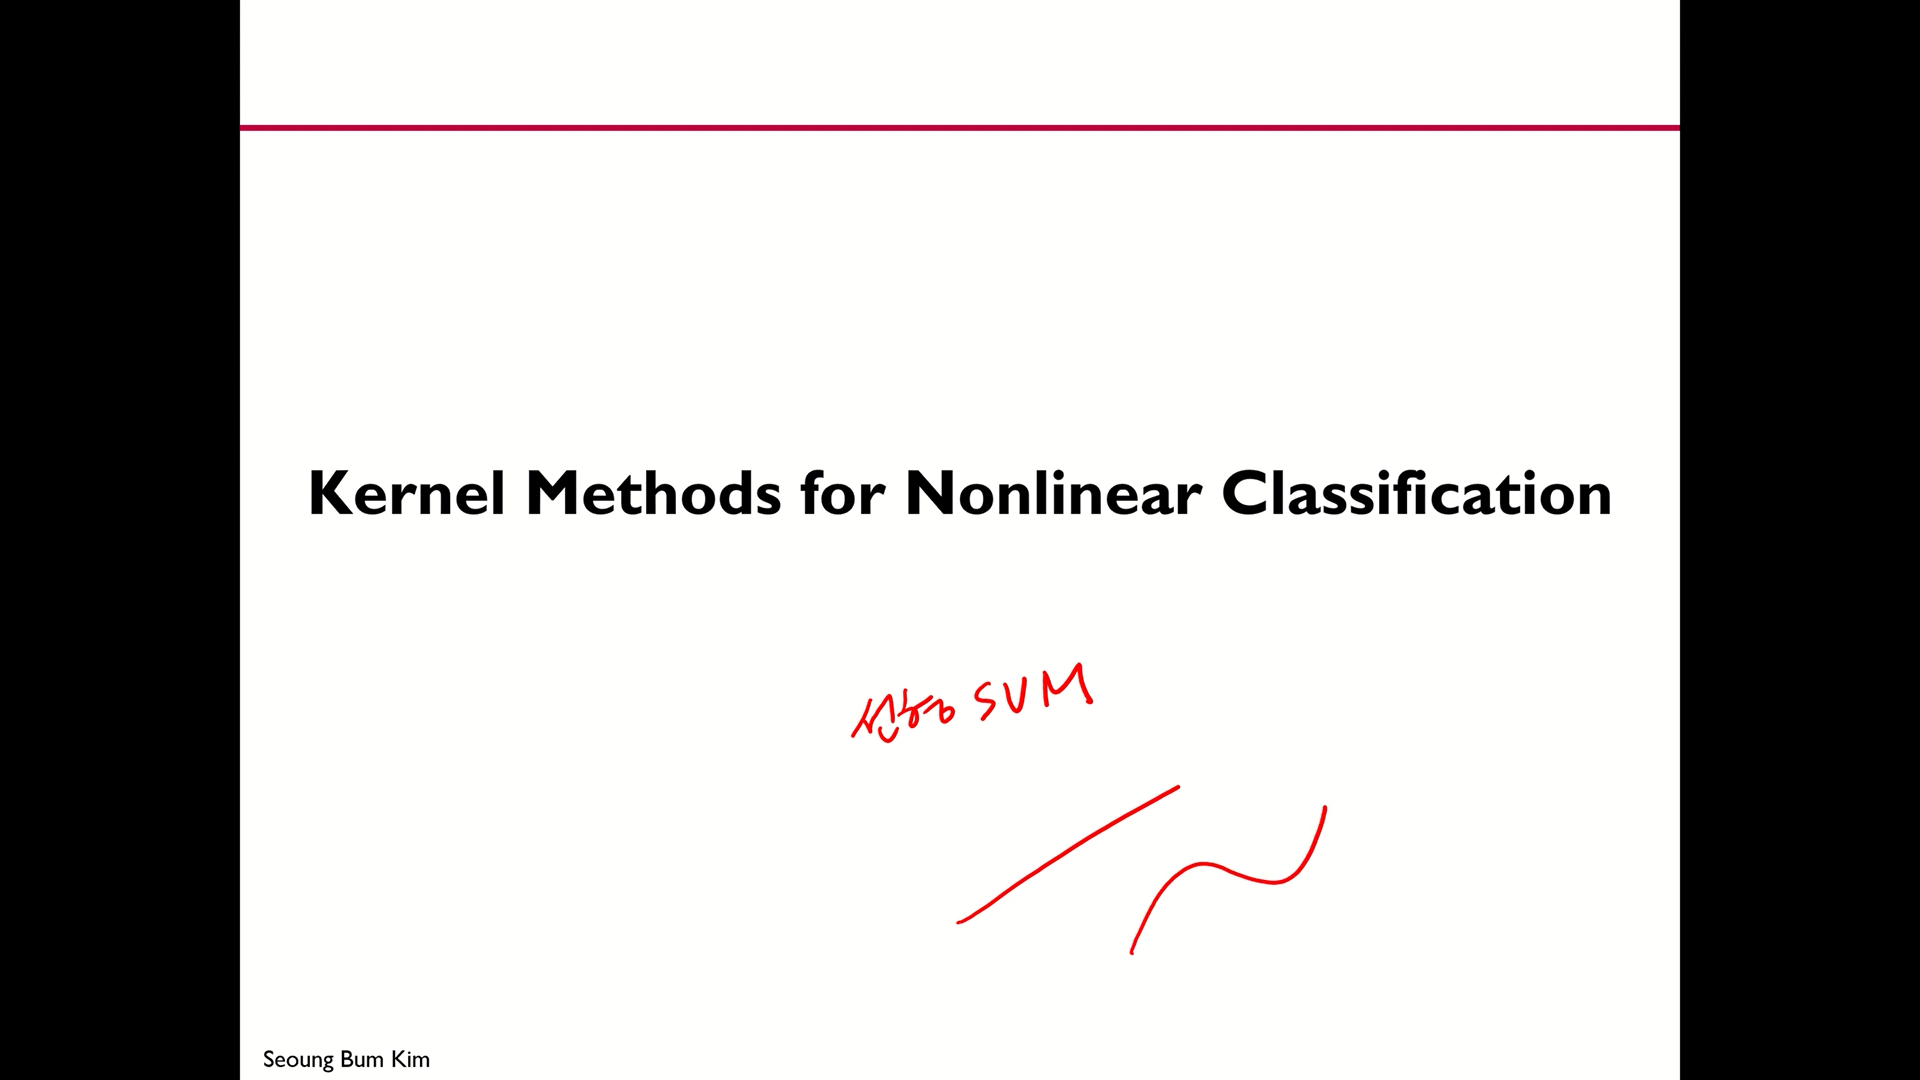 Kernel Methods for Nonlinear Classification
선형 SVM
Seoung Bum Kim